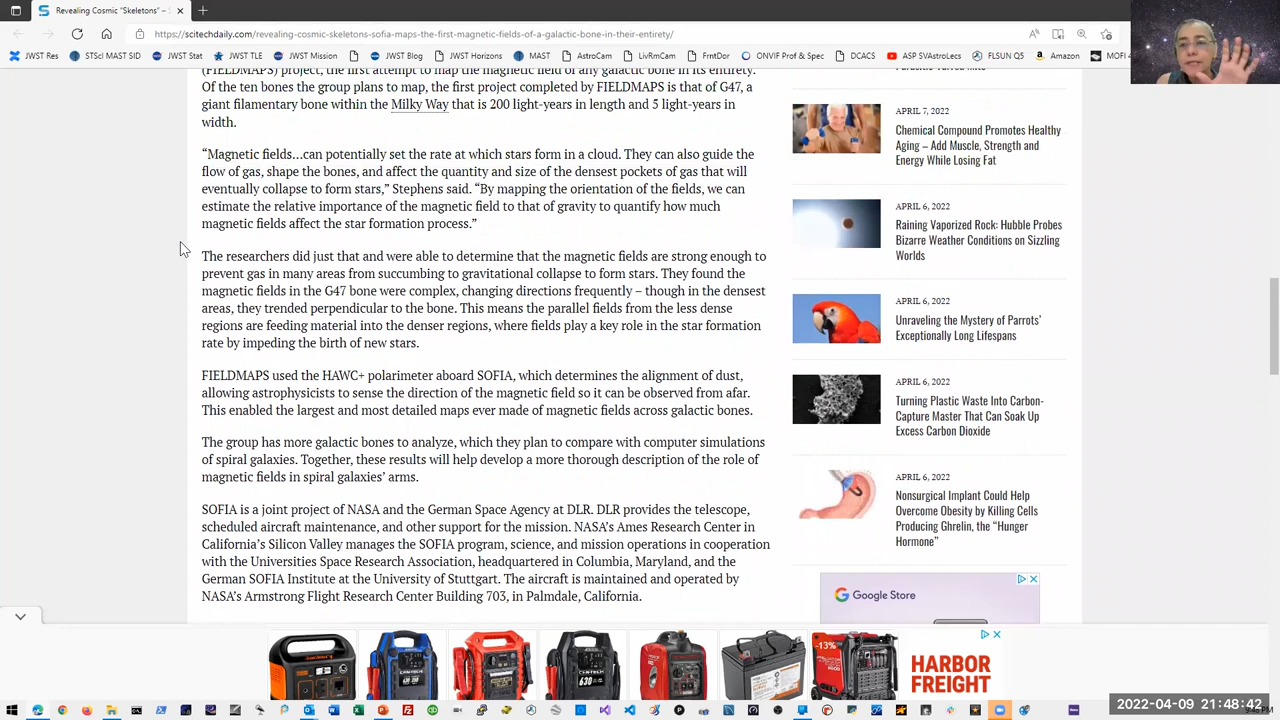 Revealing Cosmic "Skeletons" – S
https://scitechdaily.com/revealing-cosmic-skeletons-sofia-maps-the-first-magnetic-fields-of-a-galactic-bone-in-their-entirety/
JWST Res
STScI MAST SID
JWST Stat
JWST TLE
JWST Mission
JWST Blog
JWST Horizons
MAST
AstroCam
LivRmCam
FrntDor
ONVIF Prof & Spec
DCACS
ASP SVAstroLecs
FLSUN Q5
Amazon
MOFI 4
(FIELDMAPS) project, the first attempt to map the magnetic field of any galactic bone in its entirety.
Of the ten bones the group plans to map, the first project completed by FIELDMAPS is that of G47, a
giant filamentary bone within the Milky Way that is 200 light-years in length and 5 light-years in
width.
“Magnetic fields…can potentially set the rate at which stars form in a cloud. They can also guide the
flow of gas, shape the bones, and affect the quantity and size of the densest pockets of gas that will
eventually collapse to form stars,” Stephens said. “By mapping the orientation of the fields, we can
estimate the relative importance of the magnetic field to that of gravity to quantify how much
magnetic fields affect the star formation process.”
The researchers did just that and were able to determine that the magnetic fields are strong enough to
prevent gas in many areas from succumbing to gravitational collapse to form stars. They found the
magnetic fields in the G47 bone were complex, changing directions frequently – though in the densest
areas, they trended perpendicular to the bone. This means the parallel fields from the less dense
regions are feeding material into the denser regions, where fields play a key role in the star formation
rate by impeding the birth of new stars.
FIELDMAPS used the HAWC+ polarimeter aboard SOFIA, which determines the alignment of dust,
allowing astrophysicists to sense the direction of the magnetic field so it can be observed from afar.
This enabled the largest and most detailed maps ever made of magnetic fields across galactic bones.
The group has more galactic bones to analyze, which they plan to compare with computer simulations
of spiral galaxies. Together, these results will help develop a more thorough description of the role of
magnetic fields in spiral galaxies’ arms.
SOFIA is a joint project of NASA and the German Space Agency at DLR. DLR provides the telescope,
scheduled aircraft maintenance, and other support for the mission. NASA’s Ames Research Center in
California’s Silicon Valley manages the SOFIA program, science, and mission operations in cooperation
with the Universities Space Research Association, headquartered in Columbia, Maryland, and the
German SOFIA Institute at the University of Stuttgart. The aircraft is maintained and operated by
NASA’s Armstrong Flight Research Center Building 703, in Palmdale, California.
APRIL 7, 2022
Chemical Compound Promotes Healthy
Aging – Add Muscle, Strength and
Energy While Losing Fat
APRIL 6, 2022
Raining Vaporized Rock: Hubble Probes
Bizarre Weather Conditions on Sizzling
Worlds
APRIL 6, 2022
Unraveling the Mystery of Parrots’
Exceptionally Long Lifespans
APRIL 6, 2022
Turning Plastic Waste Into Carbon-
Capture Master That Can Soak Up
Excess Carbon Dioxide
APRIL 6, 2022
Nonsurgical Implant Could Help
Overcome Obesity by Killing Cells
Producing Ghrelin, the “Hunger
Hormone”
Google Store
-13%
HARBOR
FREIGHT
2022-04-09 21:48:42